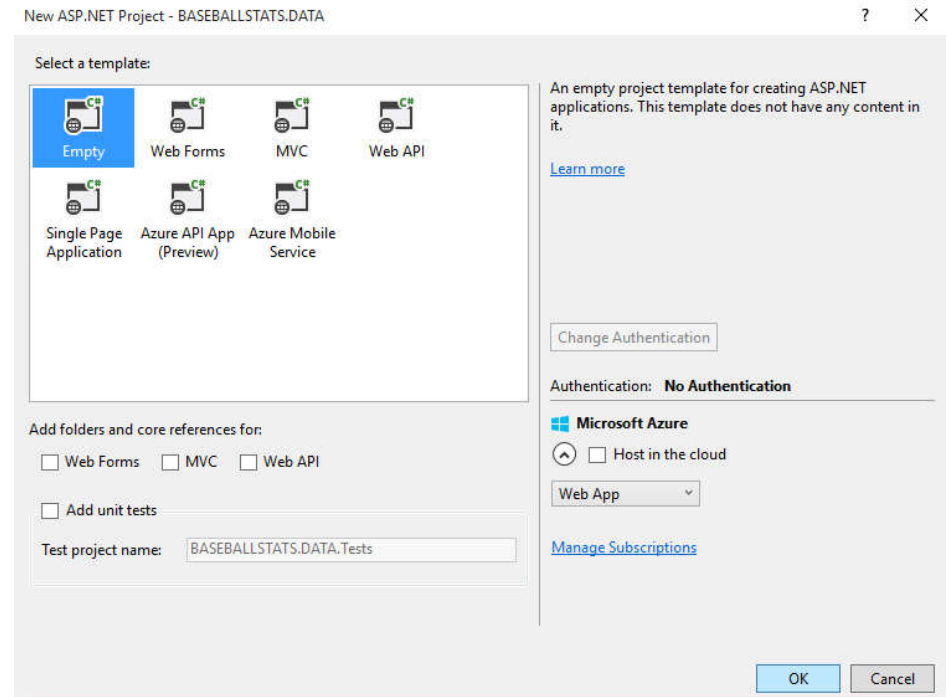 New ASP.NET Project - BASEBALLSTATS.DATA
?
Select a template:
C#
C#
C#
C#
Empty
Web Forms
MVC
Web API
C#
C#
C#
Single Page
Application
Azure API App
(Preview)
Azure Mobile
Service
An empty project template for creating ASP.NET
applications. This template does not have any content in
it.
Learn more
Change Authentication
Authentication: No Authentication
Microsoft Azure
Host in the cloud
Web App
Manage Subscriptions
Add folders and core references for:
Web Forms
MVC
Web API
Add unit tests
Test project name: BASEBALLSTATS.DATA.Tests
OK
Cancel